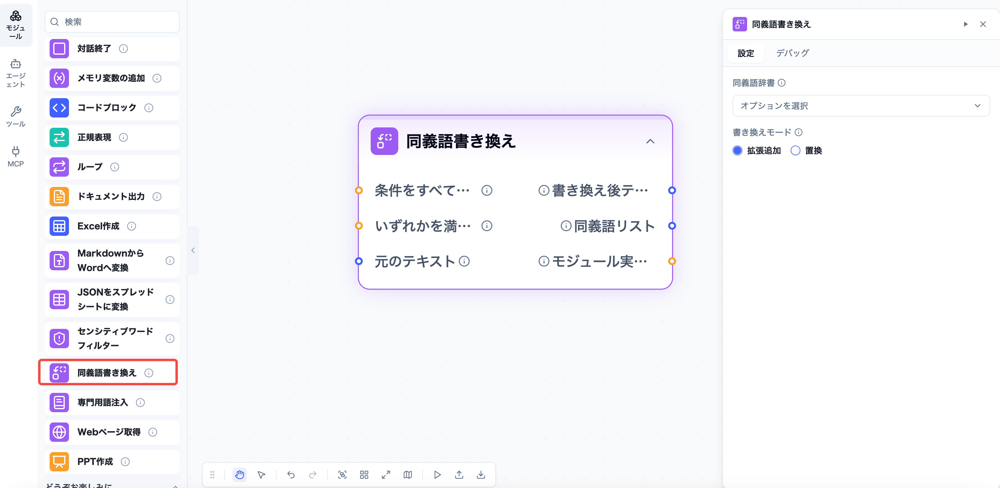 モジュ
ール
エージ
ェント
ツール
MCP
検索
対話終了
メモリ変数の追加
コードブロック
正規表現
ループ
ドキュメント出力
Excel作成
Markdownから
Wordへ変換
JSONをスプレッド
シートに変換
センシティブワード
フィルター
同義語書き換え
専門用語注入
Webページ取得
PPT作成
どうぞお楽しみに
同義語書き換え
条件をすべて…
書き換え後テ…
いずれかを満…
同義語リスト
元のテキスト
モジュール実…
同義語書き換え
設定
デバッグ
同義語辞書
オプションを選択
書き換えモード
拡張追加
置換